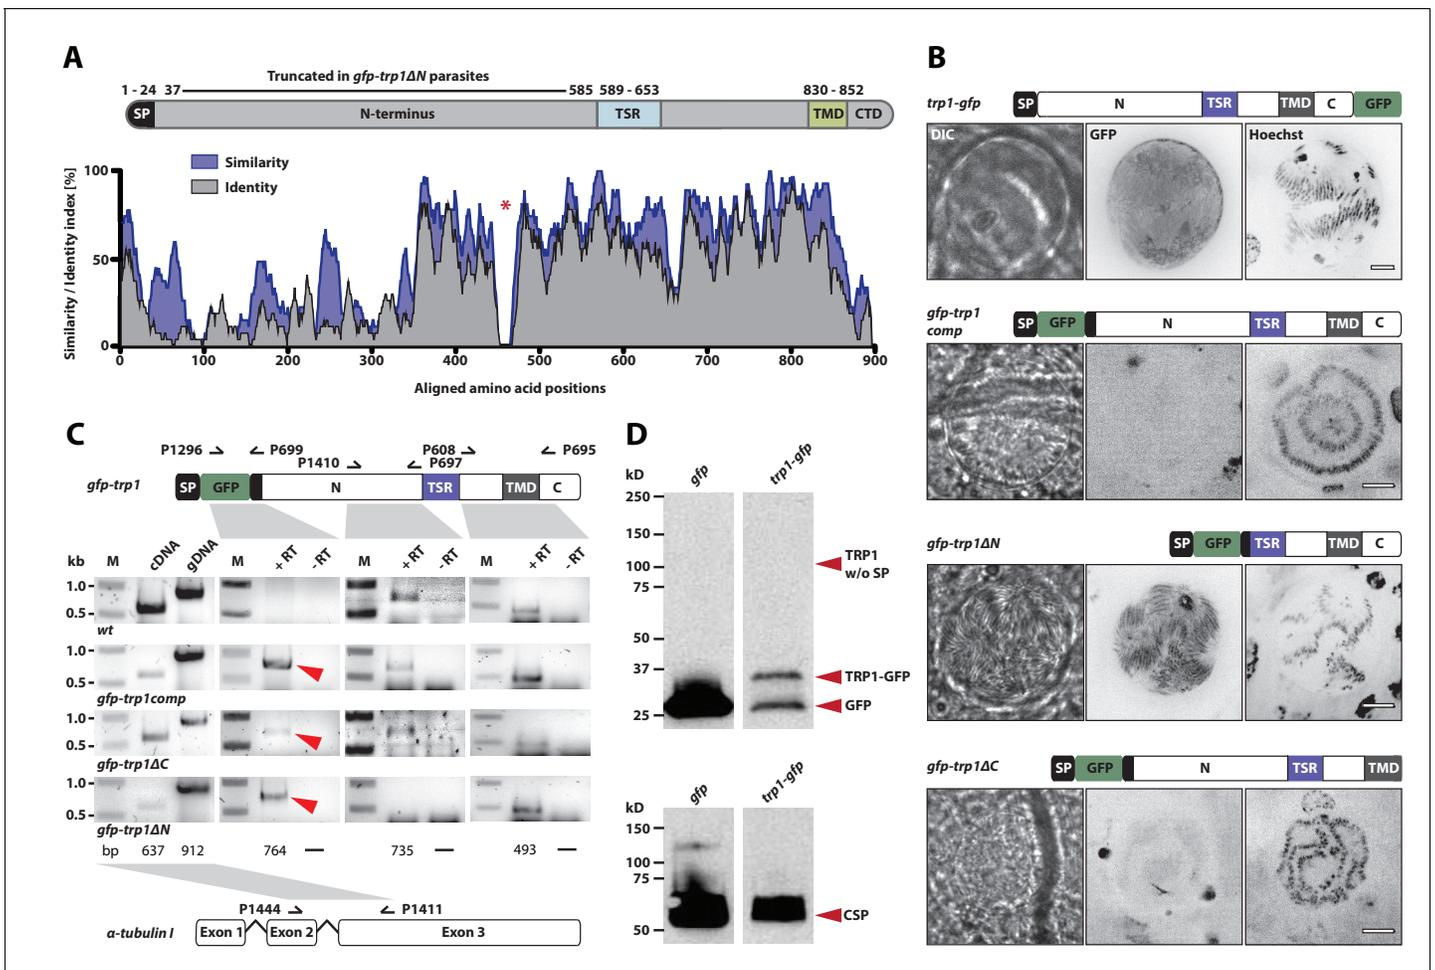 A
Truncated in gfp-trp1ΔN parasites
1 - 24 37 585 589 - 653 830 - 852
SP N-terminus TSR TMD CTD
Similarity / Identity index [%]
100
50
0
Similarity
Identity
*
0 100 200 300 400 500 600 700 800 900
Aligned amino acid positions
B
trp1-gfp
SP N TSR TMD C GFP
DIC GFP Hoechst
gfp-trp1
comp
SP GFP N TSR TMD C
gfp-trp1ΔN
SP GFP TSR TMD C
gfp-trp1ΔC
SP GFP N TSR TMD
C
P1296 P699 P608 P695
P1410 P697
gfp-trp1
SP GFP N TSR TMD C
kb M cDNA gDNA M +RT -RT M +RT -RT M +RT -RT
1.0
0.5
wt
1.0
0.5
gfp-trp1comp
1.0
0.5
gfp-trp1ΔC
1.0
0.5
gfp-trp1ΔN
bp 637 912 764 — 735 — 493 —
P1444 P1411
α-tubulin I
Exon 1 Exon 2 Exon 3
D
kD gfp trp1-gfp
250
150
100
75
50
37
25
TRP1
w/o SP
TRP1-GFP
GFP
kD gfp trp1-gfp
150
100
75
50
CSP